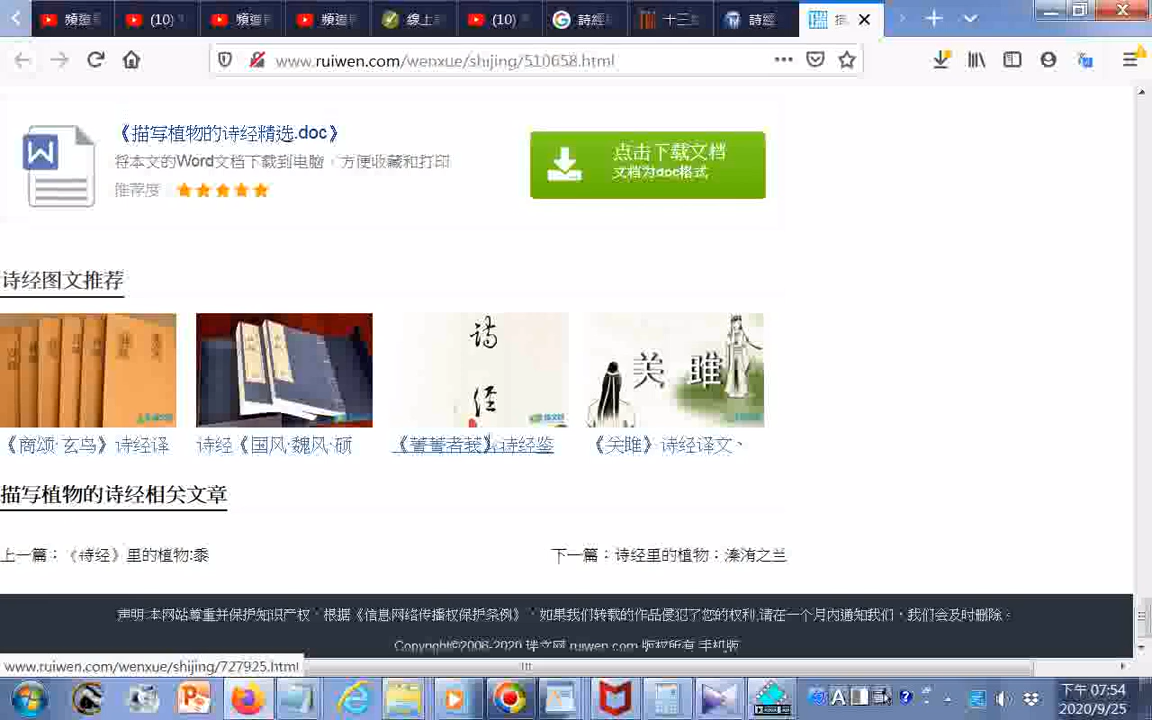 頻道
(10)
頻道
頻道
線上
(10)
詩經
十三
詩經
www.ruiwen.com/wenxue/shijing/510658.html
《描写植物的诗经精选.doc》
将本文的Word文档下载到电脑，方便收藏和打印
推荐度
点击下载文档
文档为doc格式
诗经图文推荐
诗 经
关 雎
《商颂·玄鸟》诗经译
诗经《国风·魏风·硕
《菁菁者莪》诗经鉴
《关雎》诗经译文、
描写植物的诗经相关文章
上一篇：《诗经》里的植物:黍
下一篇：诗经里的植物：溱洧之兰
声明:本网站尊重并保护知识产权，根据《信息网络传播权保护条例》，如果我们转载的作品侵犯了您的权利,请在一个月内通知我们，我们会及时删除。
Copyright©2006-2020 瑞文网 ruiwen.com 版权所有 手机版
www.ruiwen.com/wenxue/shijing/727925.html
下午 07:54
2020/9/25